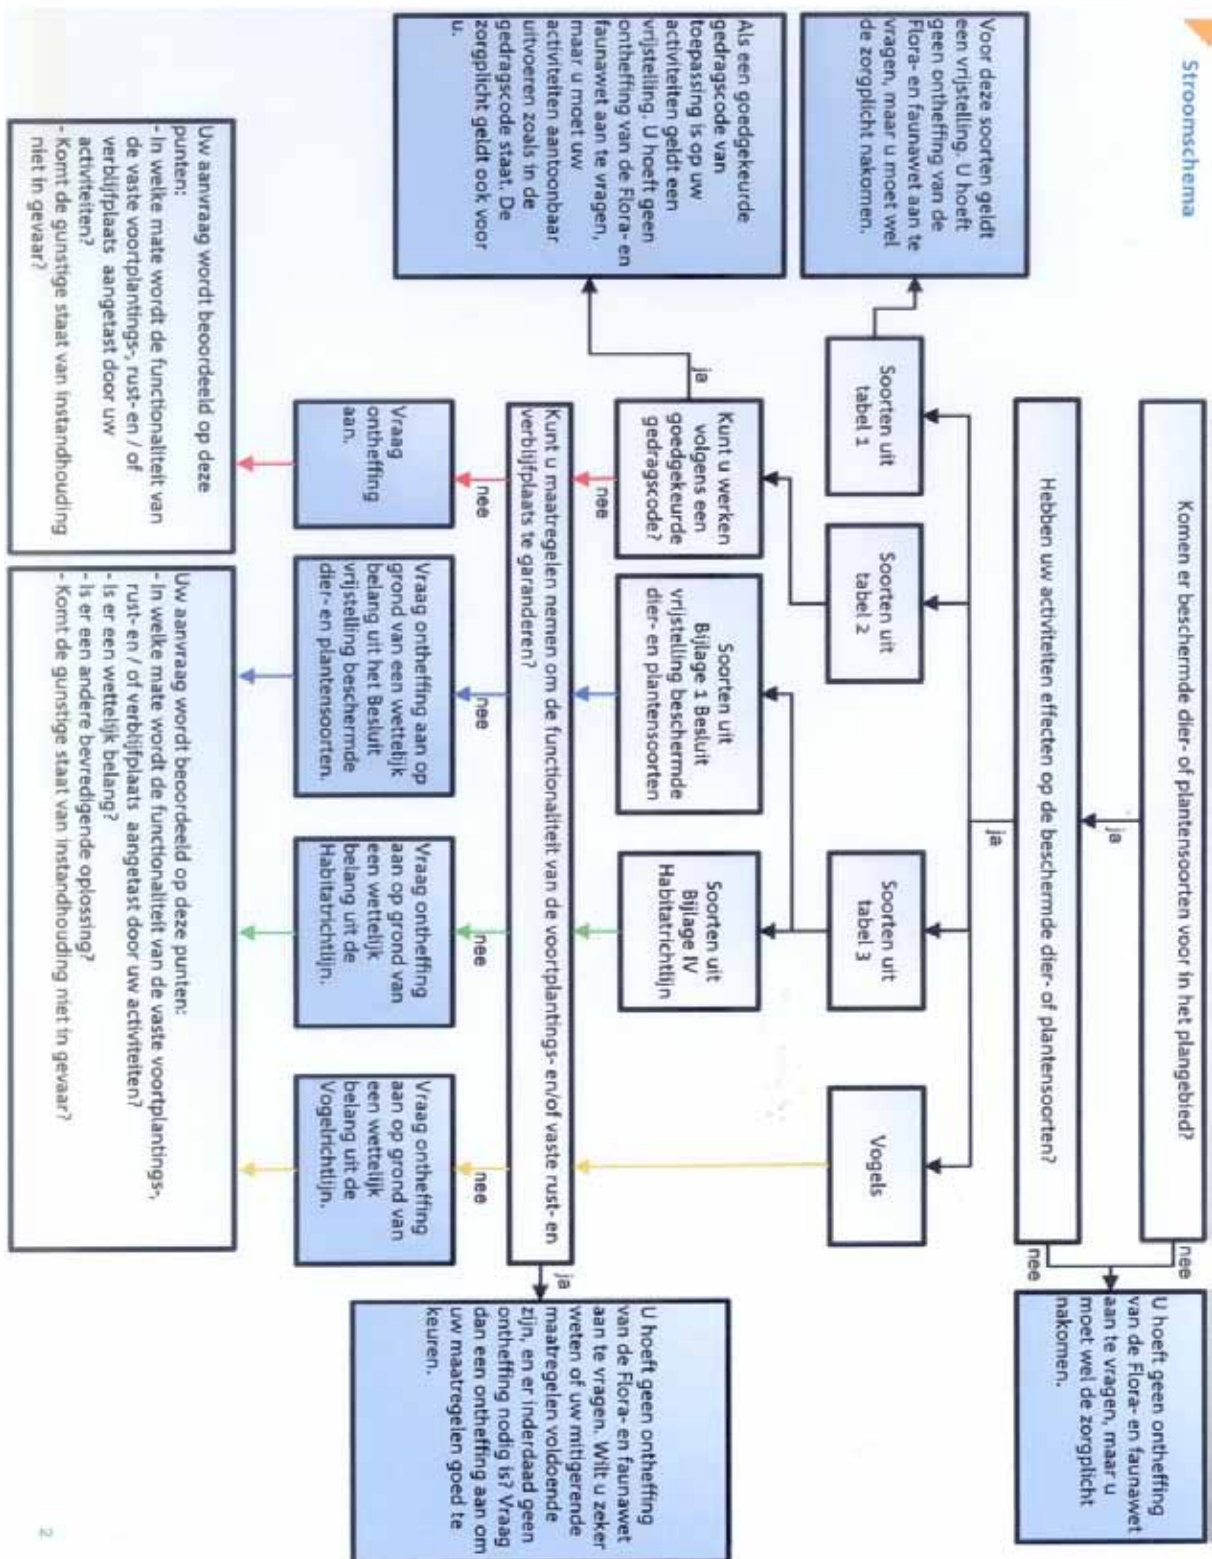 Stroomschema
Komen er beschermde dier- of plantensoorten voor in het plangebied?
nee
ja
U hoeft geen ontheffing
van de Flora- en faunawet
aan te vragen, maar u
moet wel de zorgplicht
nakomen.
Hebben uw activiteiten effecten op de beschermde dier- of plantensoorten?
nee
ja
Soorten uit
tabel 1
Soorten uit
tabel 2
Soorten uit
tabel 3
Vogels
Voor deze soorten geldt
een vrijstelling. U hoeft
geen ontheffing van de
Flora- en faunawet aan te
vragen, maar u moet wel
de zorgplicht nakomen.
Kunt u werken
volgens een
goedgekeurde
gedragscode?
ja
nee
Soorten uit
Bijlage 1 Besluit
vrijstelling beschermde
dier- en plantensoorten
Soorten uit
Bijlage IV
Habitatrichtlijn
Als een goedgekeurde
gedragscode van
toepassing is op uw
activiteiten geldt een
vrijstelling. U hoeft geen
ontheffing van de Flora- en
faunawet aan te vragen,
maar u moet uw
activiteiten aantoonbaar
uitvoeren zoals in de
gedragscode staat. De
zorgplicht geldt ook voor
u.
Kunt u maatregelen nemen om de functionaliteit van de voortplantings- en/of vaste rust- en
verblijfplaats te garanderen?
ja
nee
nee
nee
nee
U hoeft geen ontheffing
van de Flora- en faunawet
aan te vragen. Wilt u zeker
weten of uw mitigerende
maatregelen voldoende
zijn, en er inderdaad geen
ontheffing nodig is? Vraag
dan een ontheffing aan om
uw maatregelen goed te
keuren.
Vraag
ontheffing
aan.
Vraag ontheffing aan op
grond van een wettelijk
belang uit het Besluit
vrijstelling beschermde
dier- en plantensoorten.
Vraag ontheffing
aan op grond van
een wettelijk
belang uit de
Habitatrichtlijn.
Vraag ontheffing
aan op grond van
een wettelijk
belang uit de
Vogelrichtlijn.
Uw aanvraag wordt beoordeeld op deze
punten:
- In welke mate wordt de functionaliteit van
de vaste voortplantings-, rust- en / of
verblijfplaats aangetast door uw
activiteiten?
- Komt de gunstige staat van instandhouding
niet in gevaar?
Uw aanvraag wordt beoordeeld op deze punten:
- In welke mate wordt de functionaliteit van de vaste voortplantings-,
rust- en / of verblijfplaats aangetast door uw activiteiten?
- Is er een wettelijk belang?
- Is er een andere bevredigende oplossing?
- Komt de gunstige staat van instandhouding niet in gevaar?
2